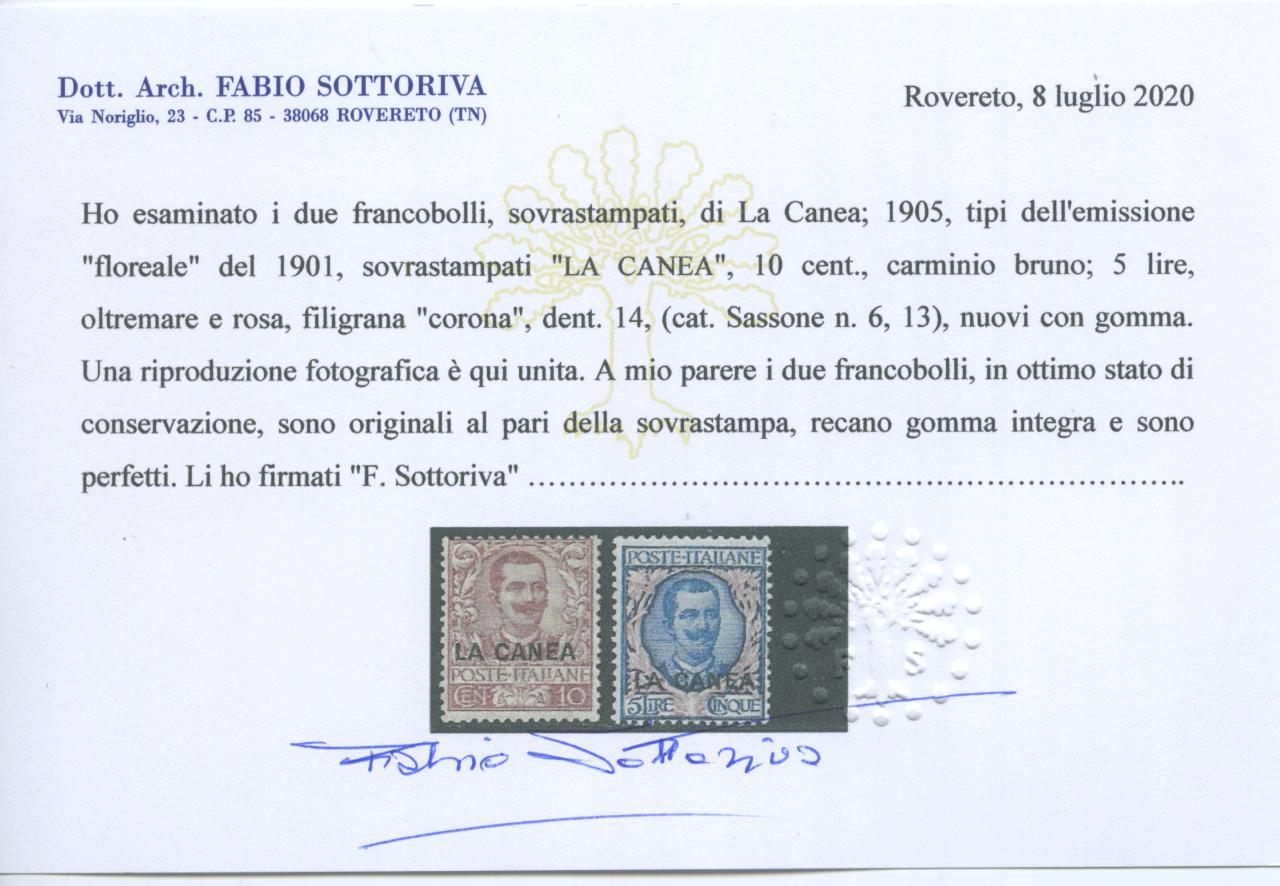 Dott. Arch. FABIO SOTTORIVA
Via Noriglio, 23 - C.P. 85 - 38068 ROVERETO (TN)
Rovereto, 8 luglio 2020
Ho esaminato i due francobolli, sovrastampati, di La Canea; 1905, tipi dell'emissione
"floreale" del 1901, sovrastampati "LA CANEA", 10 cent., carminio bruno; 5 lire,
oltremare e rosa, filigrana "corona", dent. 14, (cat. Sassone n. 6, 13), nuovi con gomma.
Una riproduzione fotografica è qui unita. A mio parere i due francobolli, in ottimo stato di
conservazione, sono originali al pari della sovrastampa, recano gomma integra e sono
perfetti. Li ho firmati "F. Sottoriva" ……………………………………………………………..
LA CANEA
POSTE·ITALIANE
CENT 10
POSTE·ITALIANE
LA CANEA
5 LIRE CINQUE
F S
Fabio Sottoriva